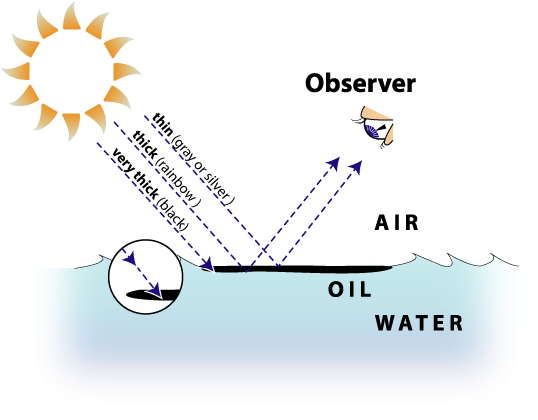 Observer
thin (gray or silver )
thick (rainbow )
very thick (black)
AIR
OIL
WATER